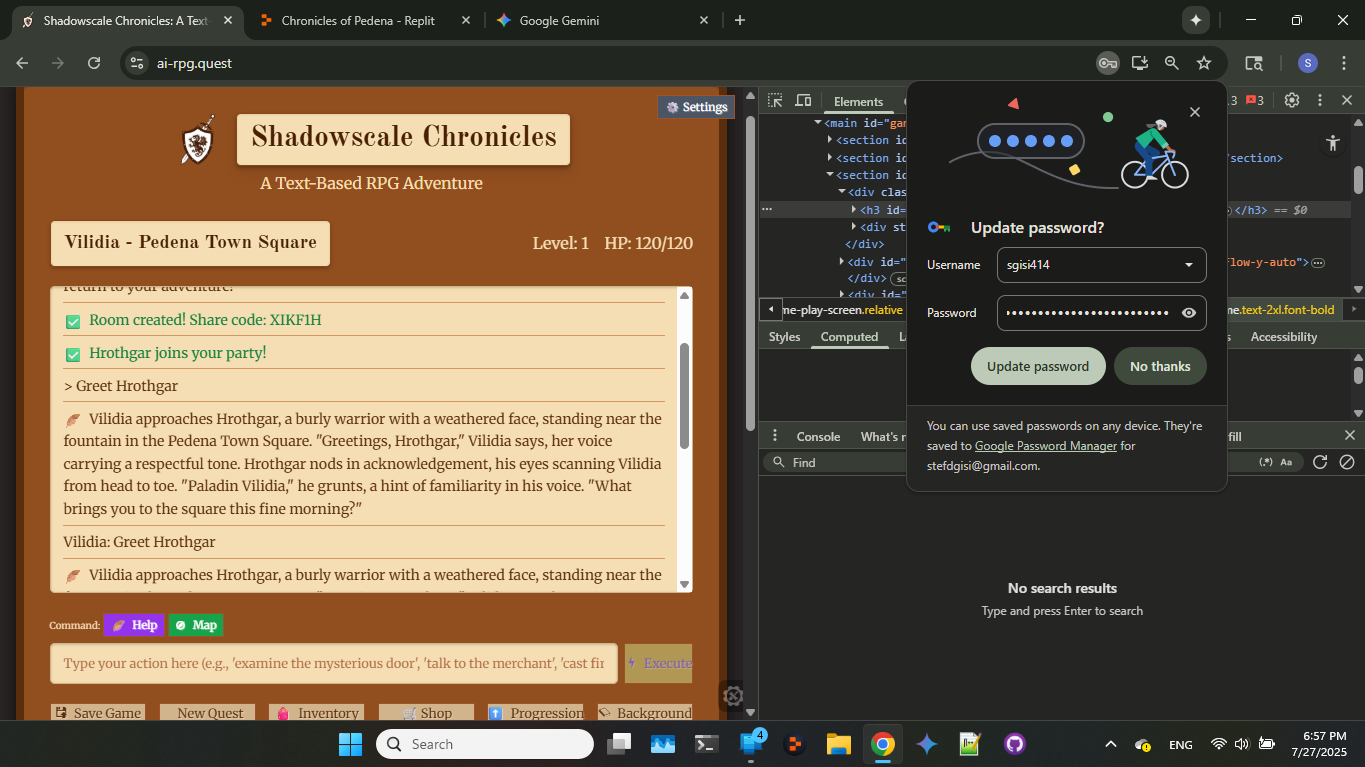 Shadowscale Chronicles: A Text-
Chronicles of Pedena - Replit
Google Gemini
ai-rpg.quest
S
Settings
Shadowscale Chronicles
A Text-Based RPG Adventure
Vilidia - Pedena Town Square
Level: 1 HP: 120/120
return to your adventure!
Room created! Share code: XIKF1H
Hrothgar joins your party!
> Greet Hrothgar
Vilidia approaches Hrothgar, a burly warrior with a weathered face, standing near the
fountain in the Pedena Town Square. "Greetings, Hrothgar," Vilidia says, her voice
carrying a respectful tone. Hrothgar nods in acknowledgement, his eyes scanning Vilidia
from head to toe. "Paladin Vilidia," he grunts, a hint of familiarity in his voice. "What
brings you to the square this fine morning?"
Vilidia: Greet Hrothgar
Vilidia approaches Hrothgar, a burly warrior with a weathered face, standing near the
Command:
Help
Map
Type your action here (e.g., 'examine the mysterious door', 'talk to the merchant', 'cast fir
Execute
Save Game
New Quest
Inventory
Shop
Progression
Background
Elements
3
3
<main id="gam
<section id
<section id
/section>
<section id
<div clas
<h3 id=
</h3> == $0
<div st
</div>
<div id="
flow-y-auto">
</div>
<div id="
me-play-screen.relative
me.text-2xl.font-bold
Styles
Computed
Accessibility
Console
What's n
fill
Find
(.*)
Aa
No search results
Type and press Enter to search
Update password?
Username
sgisi414
Password
Update password
No thanks
You can use saved passwords on any device. They're
saved to Google Password Manager for
stefdgisi@gmail.com.
Search
4
ENG
6:57 PM
7/27/2025